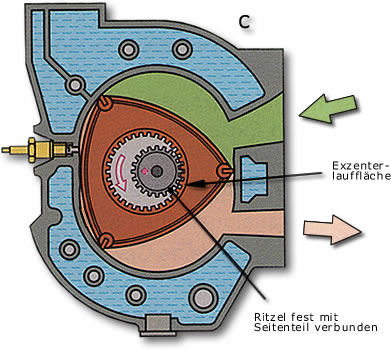 C
Exzenter-
lauffläche
Ritzel fest mit
Seitenteil verbunden